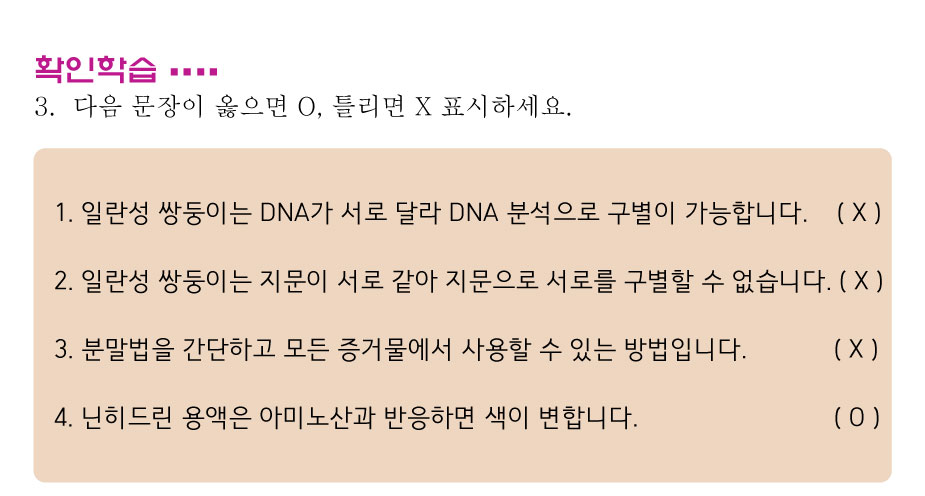 확인학습 ▪▪▪▪
3. 다음 문장이 옳으면 O, 틀리면 X 표시하세요.
1. 일란성 쌍둥이는 DNA가 서로 달라 DNA 분석으로 구별이 가능합니다. ( X )
2. 일란성 쌍둥이는 지문이 서로 같아 지문으로 서로를 구별할 수 없습니다. ( X )
3. 분말법을 간단하고 모든 증거물에서 사용할 수 있는 방법입니다. ( X )
4. 닌히드린 용액은 아미노산과 반응하면 색이 변합니다. ( O )